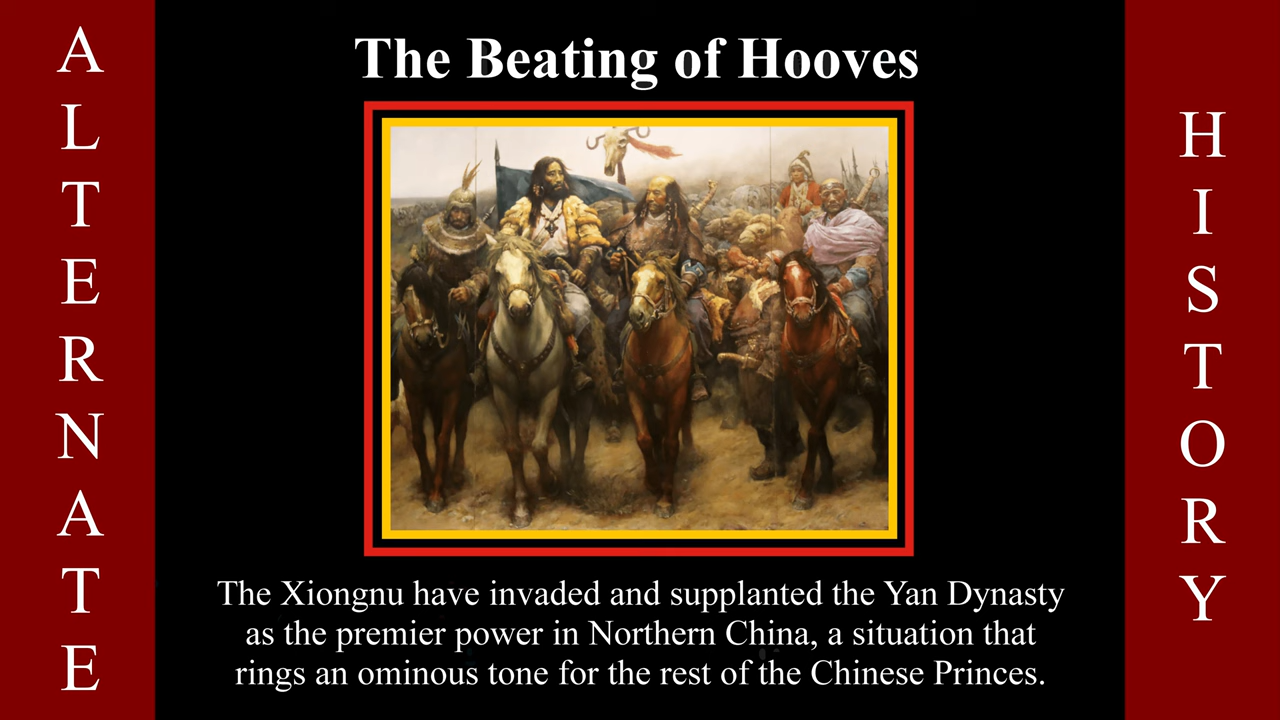 ALTERNATE
The Beating of Hooves
The Xiongnu have invaded and supplanted the Yan Dynasty
as the premier power in Northern China, a situation that
rings an ominous tone for the rest of the Chinese Princes.
HISTORY